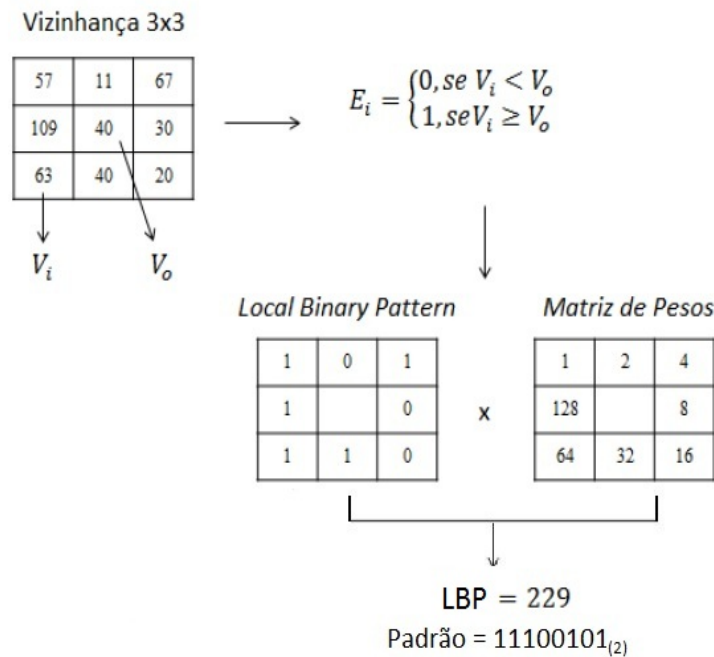 Vizinhança 3x3
57 11 67
109 40 30
63 40 20
E_i = {0, se V_i < V_o
1, se V_i ≥ V_o
V_i V_o
Local Binary Pattern
1 0 1
1 0
1 1 0
x
Matriz de Pesos
1 2 4
128 8
64 32 16
LBP = 229
Padrão = 11100101(2)